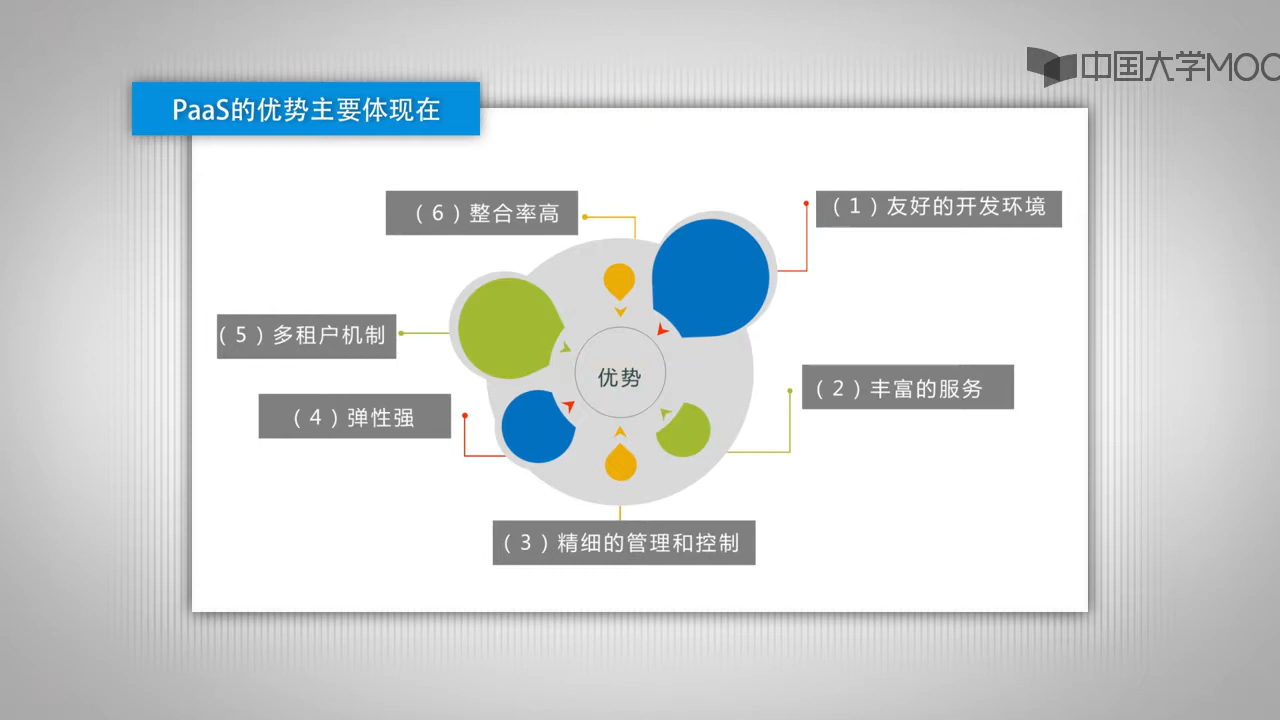 中国大学MOO
PaaS的优势主要体现在
（6）整合率高
（1）友好的开发环境
（5）多租户机制
优势
（2）丰富的服务
（4）弹性强
（3）精细的管理和控制